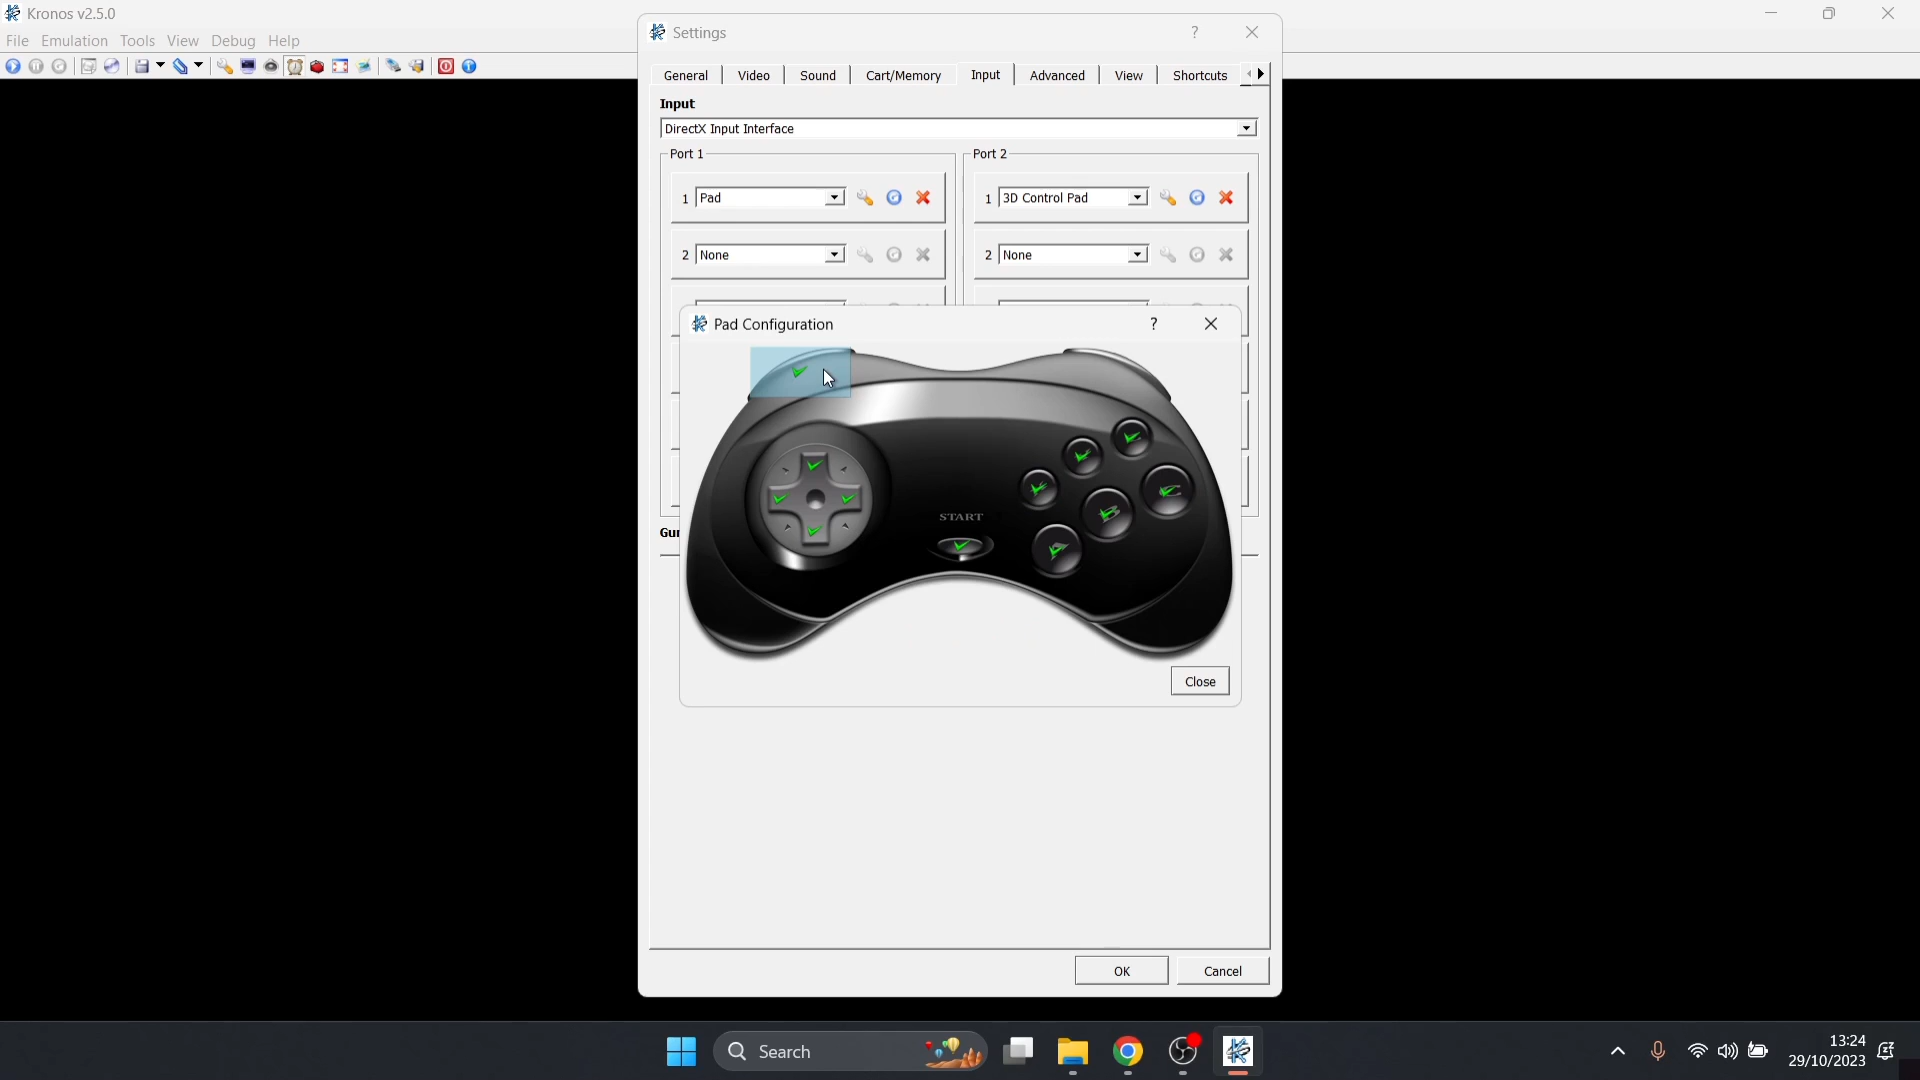 Kronos v2.5.0
File Emulation Tools View Debug Help
Settings
?
General Video Sound Cart/Memory Input Advanced View Shortcuts
Input
DirectX Input Interface
Port 1
Port 2
1 Pad
1 3D Control Pad
2 None
2 None
Pad Configuration
?
START
B
C
Close
OK
Cancel
Search
13:24
29/10/2023